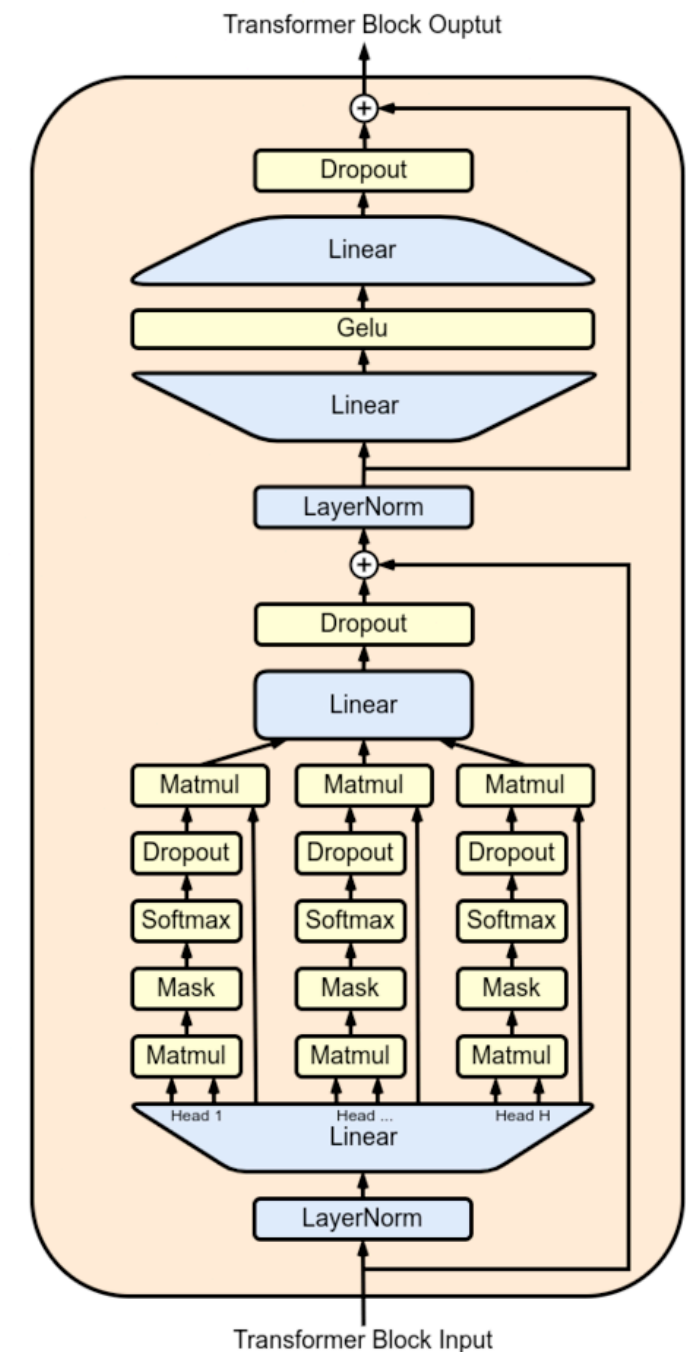 Transformer Block Ouptut
+
Dropout
Linear
Gelu
Linear
LayerNorm
+
Dropout
Linear
Matmul Matmul Matmul
Dropout Dropout Dropout
Softmax Softmax Softmax
Mask Mask Mask
Matmul Matmul Matmul
Head 1 Head ... Head H
Linear
LayerNorm
Transformer Block Input